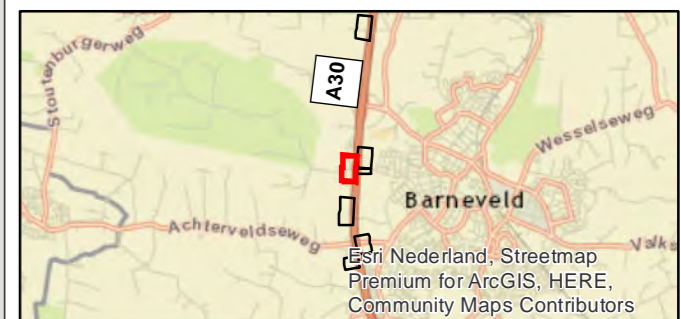 Stoutenburgerweg
A30
Wesselseweg
Barneveld
Achterveldseweg
Valks
Esri Nederland, Streetmap
Premium for ArcGIS, HERE,
Community Maps Contributors